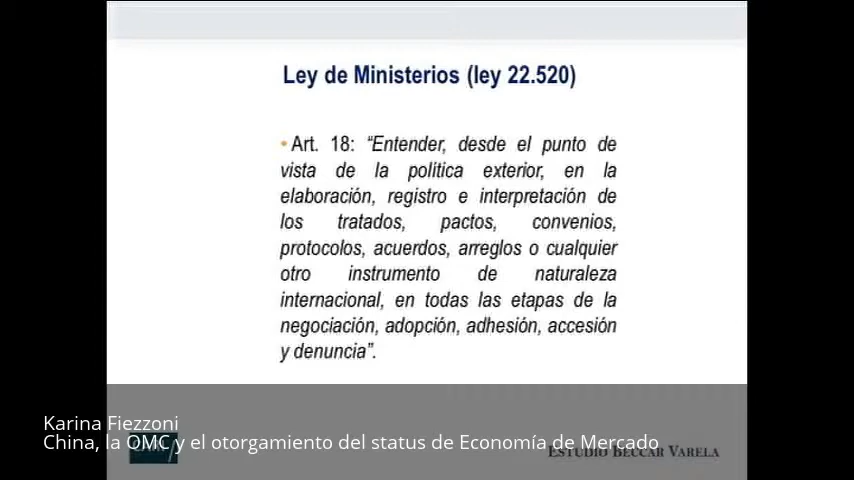 Ley de Ministerios (ley 22.520)
• Art. 18: “Entender, desde el punto de
vista de la política exterior, en la
elaboración, registro e interpretación de
los tratados, pactos, convenios,
protocolos, acuerdos, arreglos o cualquier
otro instrumento de naturaleza
internacional, en todas las etapas de la
negociación, adopción, adhesión, accesión
y denuncia”.
Karina Fiezzoni
China, la OMC y el otorgamiento del status de Economía de Mercado
ESTUDIO BECCAR VARELA